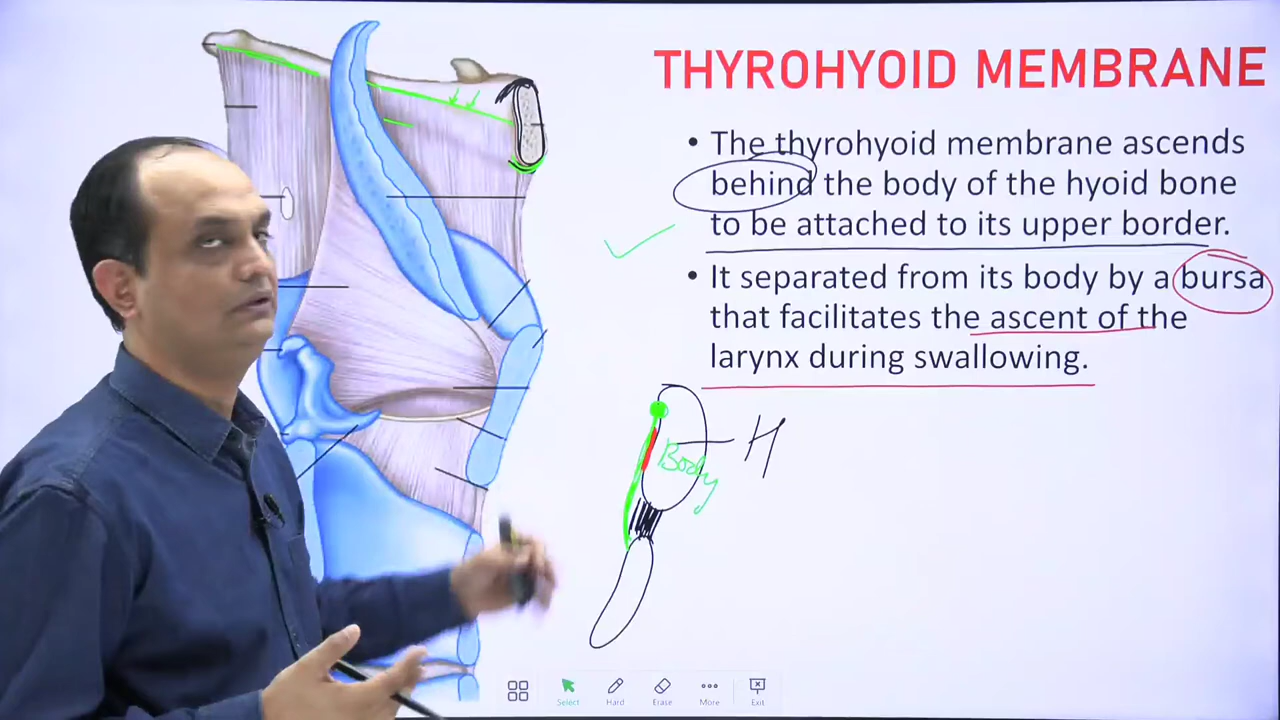 THYROHYOID MEMBRANE
• The thyrohyoid membrane ascends
behind the body of the hyoid bone
to be attached to its upper border.
• It separated from its body by a bursa
that facilitates the ascent of the
larynx during swallowing.
H
Body
Select
Hard
Erase
More
Exit